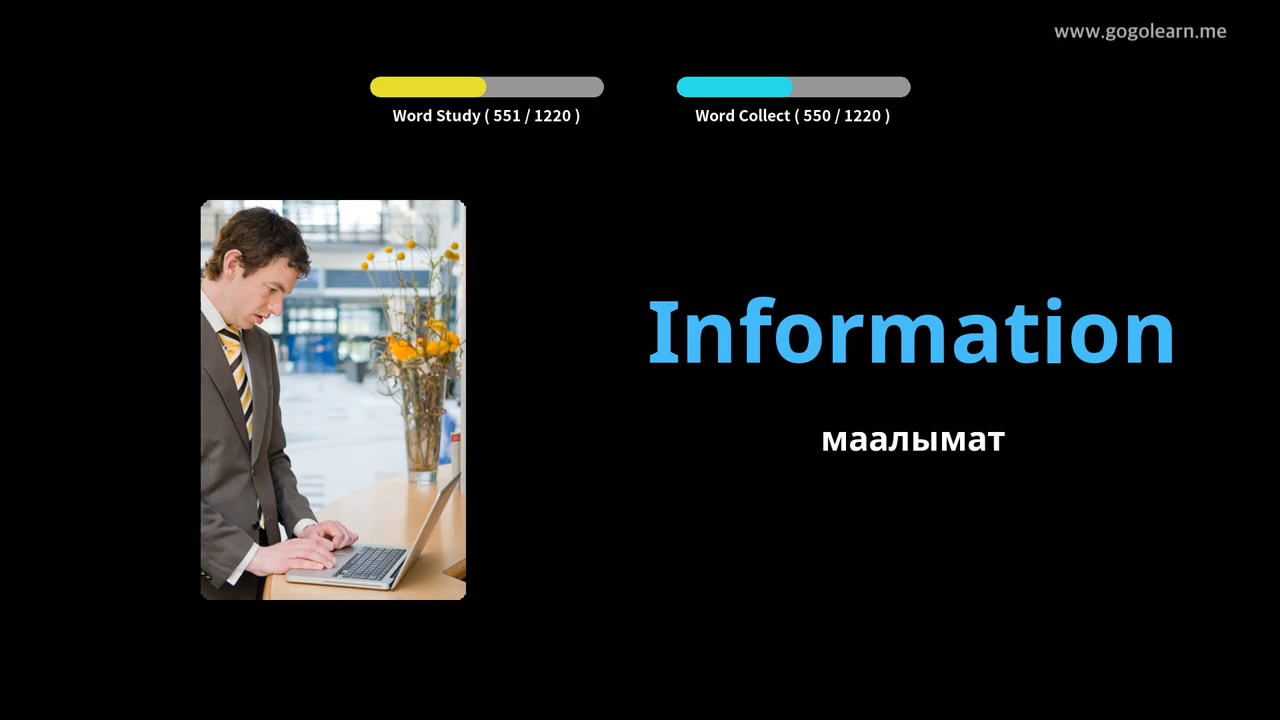 www.gogolearn.me
Word Study ( 551 / 1220 )
Word Collect ( 550 / 1220 )
Information
маалымат